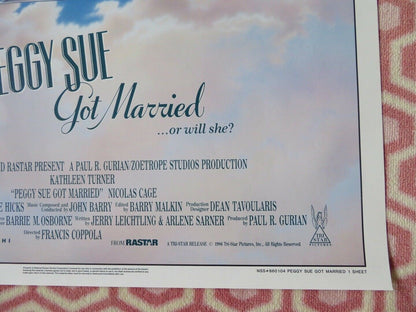 PEGGY SUE
Got Married
...or will she?
D RASTAR PRESENT A PAUL R. GURIAN-ZOETROPE STUDIOS PRODUCTION
KATHLEEN TURNER
"PEGGY SUE GOT MARRIED" NICOLAS CAGE
E HICKS Music Composed and Conducted by JOHN BARRY Edited by BARRY MALKIN Production Designer DEAN TAVOULARIS
BARRIE M. OSBORNE Written by JERRY LEICHTLING & ARLENE SARNER Produced by PAUL R. GURIAN
Directed by FRANCIS COPPOLA
FROM RASTAR A TRI-STAR RELEASE © 1986 Tri-Star Pictures, Inc. All Rights Reserved.
TRI-STAR
PICTURES
NSS#860104 PEGGY SUE GOT MARRIED 1 SHEET